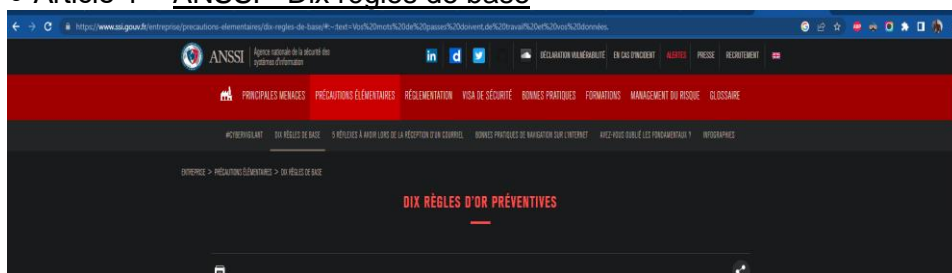 • Article 4 = ANSSI - Dix règles de base
https://www.ssi.gouv.fr/entreprise/precautions-elementaires/dix-regles-de-base/#:~:text=Vos%20mots%20de%20passes%20doivent,de%20travail%20et%20vos%20données.
ANSSI
Agence nationale de la sécurité des
systèmes d'information
in d DÉCLARATION VULNÉRABILITÉ EN CAS D'INCIDENT ALERTES PRESSE RECRUTEMENT
PRINCIPALES MENACES PRÉCAUTIONS ÉLÉMENTAIRES RÉGLEMENTATION VISA DE SÉCURITÉ BONNES PRATIQUES FORMATIONS MANAGEMENT DU RISQUE GLOSSAIRE
#CYBERVIGILANT DIX RÈGLES DE BASE 5 RÉFLEXES À AVOIR LORS DE LA RÉCEPTION D'UN COURRIEL BONNES PRATIQUES DE NAVIGATION SUR L'INTERNET AVEZ-VOUS OUBLIÉ LES FONDAMENTAUX ? INFOGRAPHIES
ENTREPRISE > PRÉCAUTIONS ÉLÉMENTAIRES > DIX RÈGLES DE BASE
DIX RÈGLES D'OR PRÉVENTIVES